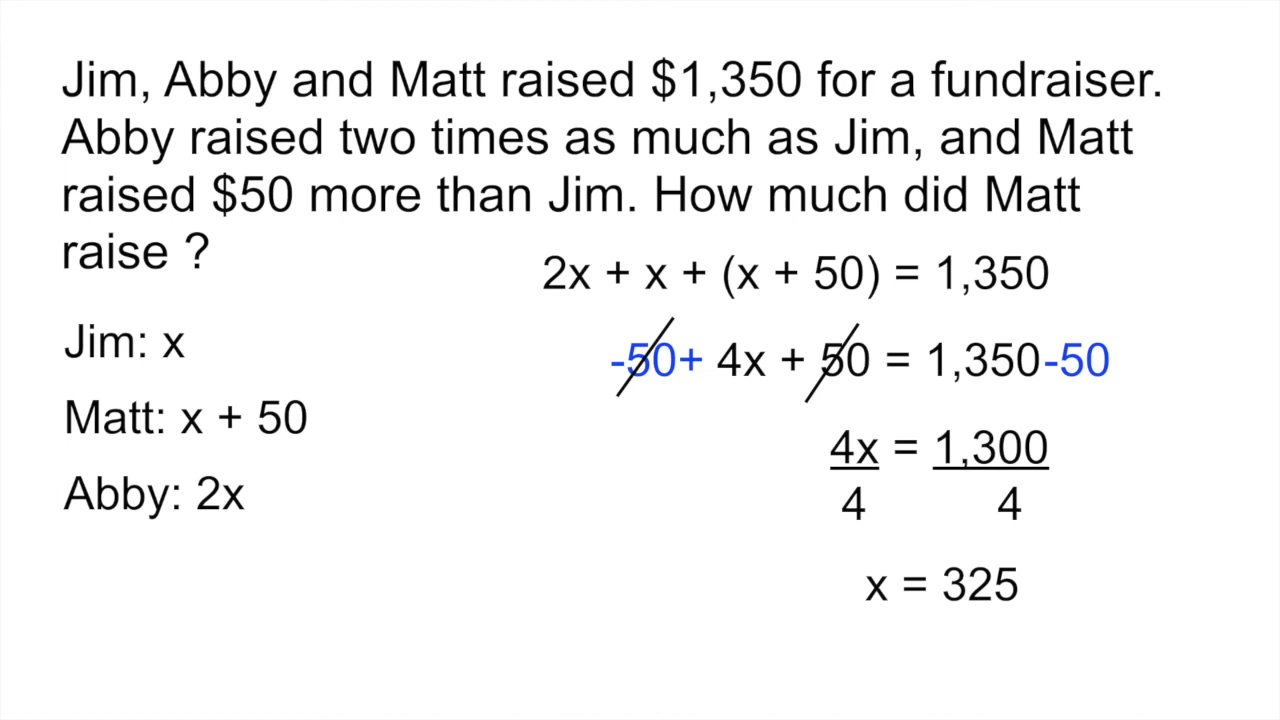 Jim, Abby and Matt raised $1,350 for a fundraiser.
Abby raised two times as much as Jim, and Matt
raised $50 more than Jim. How much did Matt
raise ?
2x + x + (x + 50) = 1,350
Jim: x
-50+ 4x + 50 = 1,350-50
Matt: x + 50
4x = 1,300
4 4
Abby: 2x
x = 325